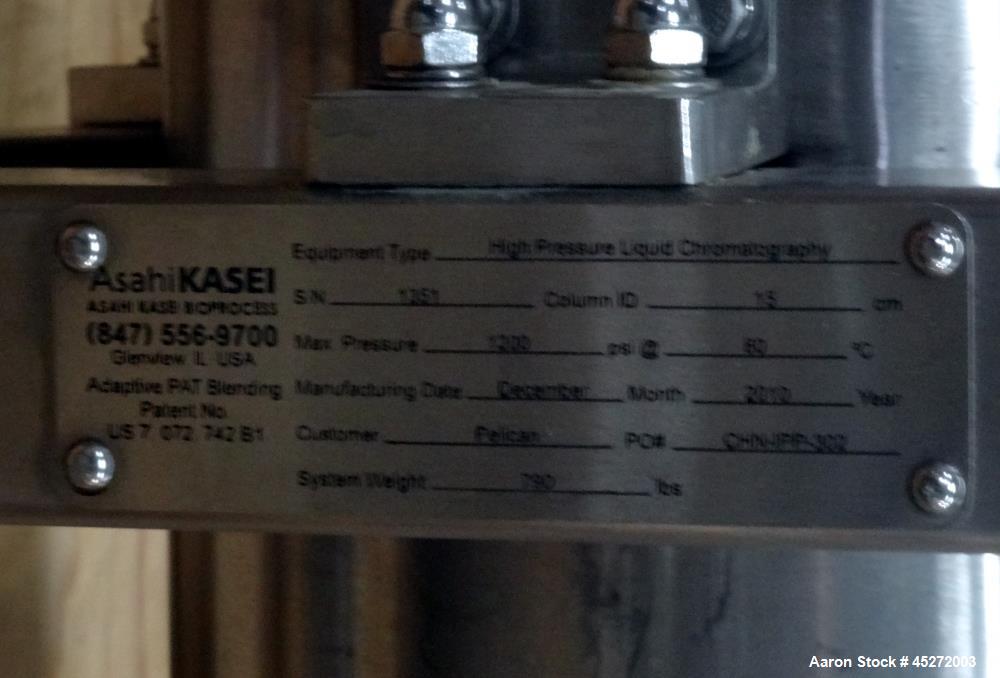 AsahiKASEI
ASAHI KASEI BIOPROCESS
(847) 556-9700
Glenview IL USA
Adaptive PAT Blending
Patent No
US 7 072 742 B1
Equipment Type High Pressure Liquid Chromatography
S/N 1351 Column ID 15 cm
Max Pressure 1200 psi @ 60 ºC
Manufacturing Date December Month 2010 Year
Customer Pelican PO#
System Weight 790 lbs
Aaron Stock # 45272003